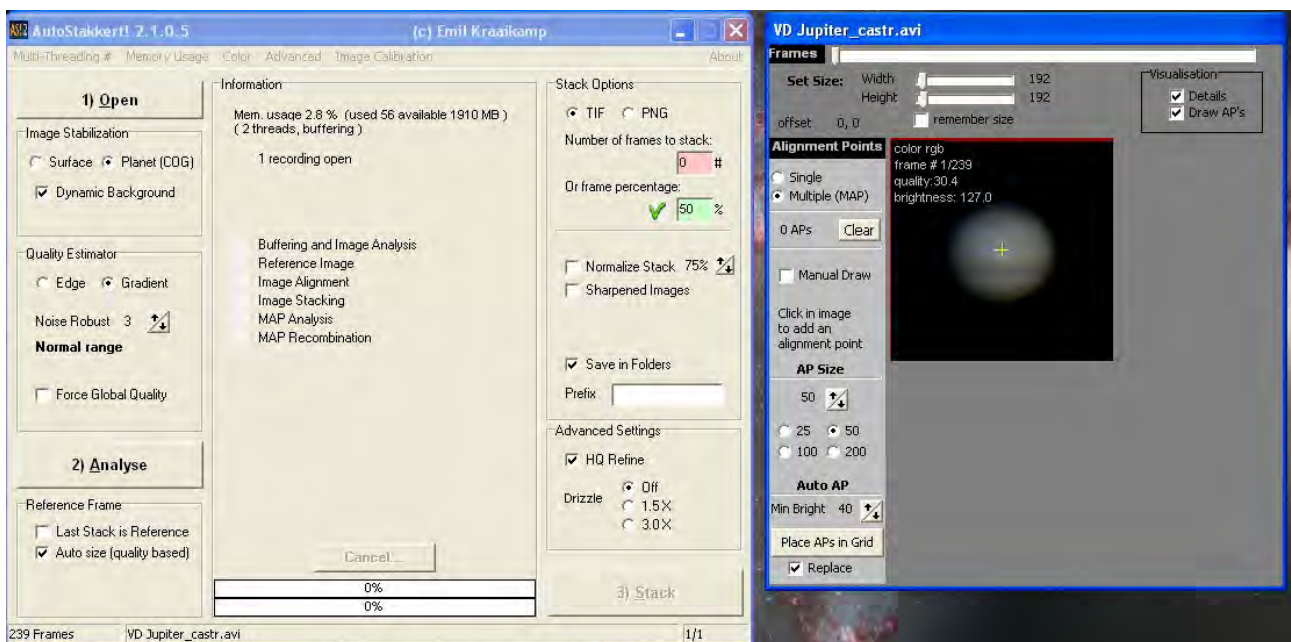 AS!2 AutoStakkert! 2.1.0.5 (c) Emil Kraaikamp
Multi-Threading # Memory Usage Color Advanced Image Calibration About
1) Open
Image Stabilization
Surface Planet (COG)
Dynamic Background
Quality Estimator
Edge Gradient
Noise Robust 3
Normal range
Force Global Quality
2) Analyse
Reference Frame
Last Stack is Reference
Auto size (quality based)
Information
Mem. usage 2.8 % (used 56 available 1910 MB )
( 2 threads, buffering )
1 recording open
Buffering and Image Analysis
Reference Image
Image Alignment
Image Stacking
MAP Analysis
MAP Recombination
Cancel...
0%
0%
Stack Options
TIF PNG
Number of frames to stack:
0 #
Or frame percentage:
50 %
Normalize Stack 75%
Sharpened Images
Save in Folders
Prefix
Advanced Settings
HQ Refine
Drizzle Off
1.5X
3.0X
3) Stack
239 Frames VD Jupiter_castr.avi 1/1
VD Jupiter_castr.avi
Frames
Set Size: Width 192
Height 192
offset 0, 0 remember size
Visualisation
Details
Draw AP's
Alignment Points
Single
Multiple (MAP)
0 APs Clear
Manual Draw
Click in image
to add an
alignment point
AP Size
50
25 50
100 200
Auto AP
Min Bright 40
Place APs in Grid
Replace
color rgb
frame # 1/239
quality:30.4
brightness: 127.0